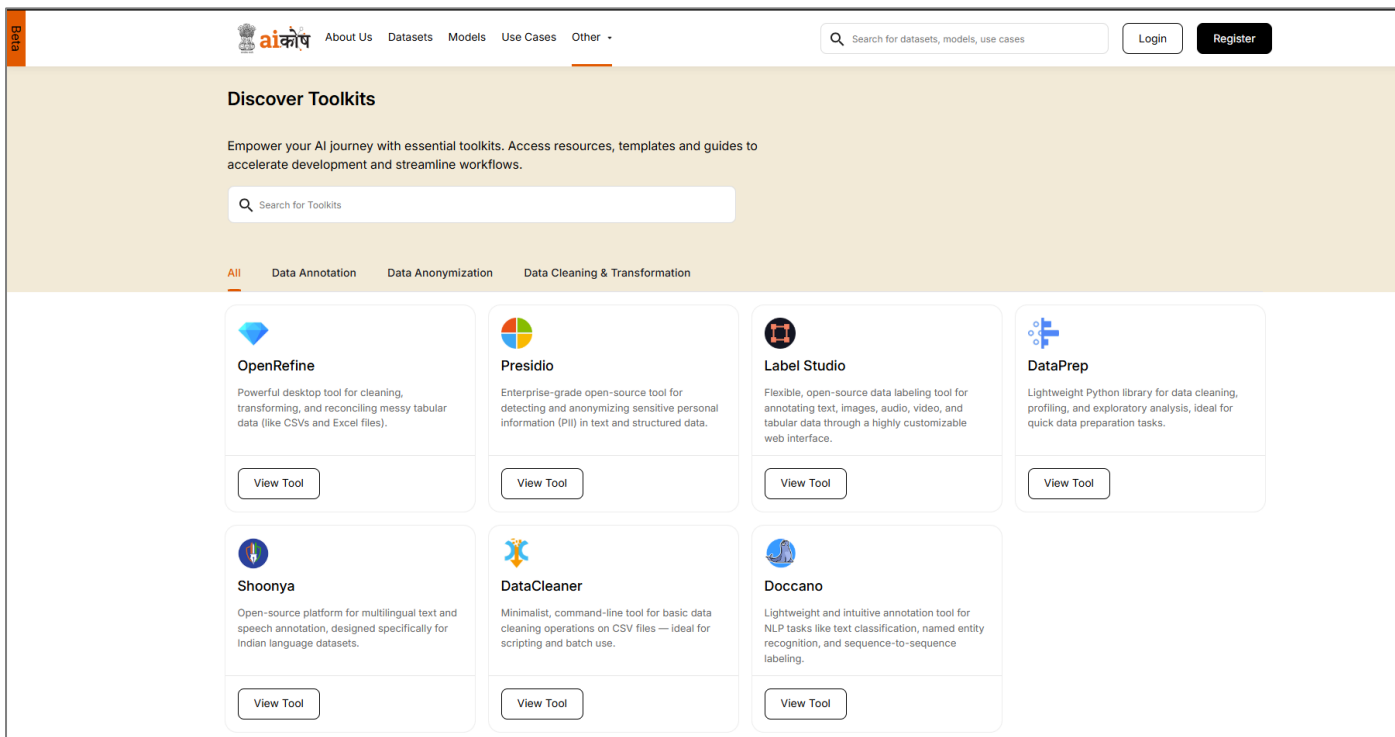 Beta
aiकोष About Us Datasets Models Use Cases Other Search for datasets, models, use cases Login Register
Discover Toolkits
Empower your AI journey with essential toolkits. Access resources, templates and guides to
accelerate development and streamline workflows.
Search for Toolkits
All Data Annotation Data Anonymization Data Cleaning & Transformation
OpenRefine
Powerful desktop tool for cleaning,
transforming, and reconciling messy tabular
data (like CSVs and Excel files).
View Tool
Presidio
Enterprise-grade open-source tool for
detecting and anonymizing sensitive personal
information (PII) in text and structured data.
View Tool
Label Studio
Flexible, open-source data labeling tool for
annotating text, images, audio, video, and
tabular data through a highly customizable
web interface.
View Tool
DataPrep
Lightweight Python library for data cleaning,
profiling, and exploratory analysis, ideal for
quick data preparation tasks.
View Tool
Shoonya
Open-source platform for multilingual text and
speech annotation, designed specifically for
Indian language datasets.
View Tool
DataCleaner
Minimalist, command-line tool for basic data
cleaning operations on CSV files — ideal for
scripting and batch use.
View Tool
Doccano
Lightweight and intuitive annotation tool for
NLP tasks like text classification, named entity
recognition, and sequence-to-sequence
labeling.
View Tool